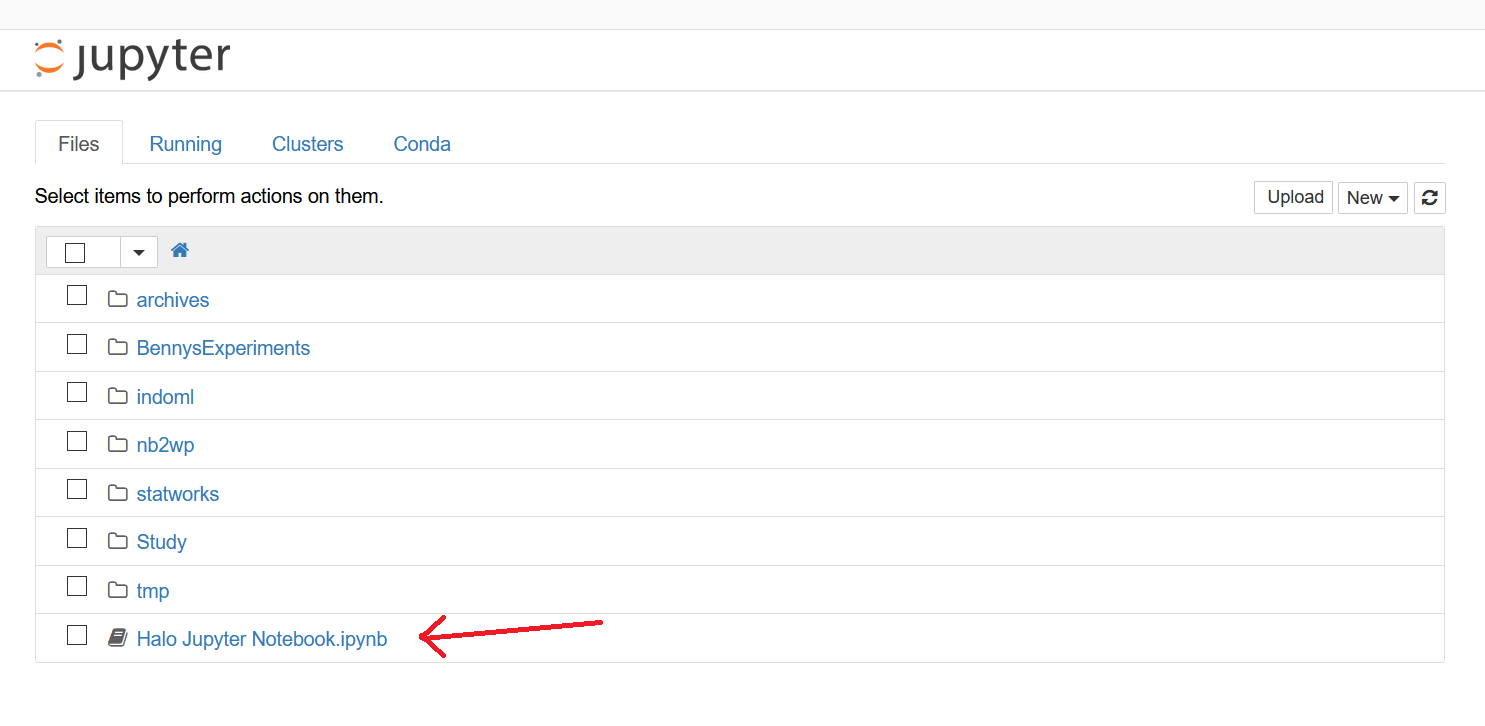 jupyter
Files Running Clusters Conda
Select items to perform actions on them.
Upload New
archives
BennysExperiments
indoml
nb2wp
statworks
Study
tmp
Halo Jupyter Notebook.ipynb